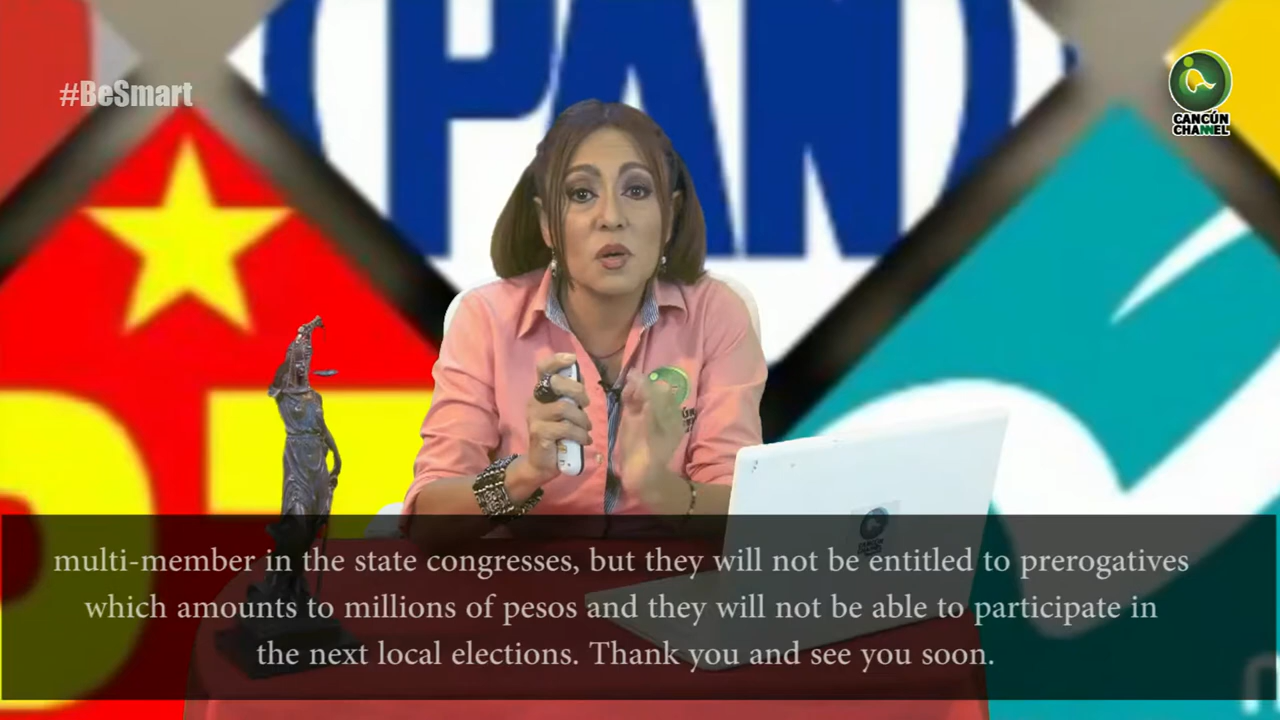 #BeSmart
(PAN)
CANCÚN
CHANNEL
PT
multi-member in the state congresses, but they will not be entitled to prerogatives
which amounts to millions of pesos and they will not be able to participate in
the next local elections. Thank you and see you soon.